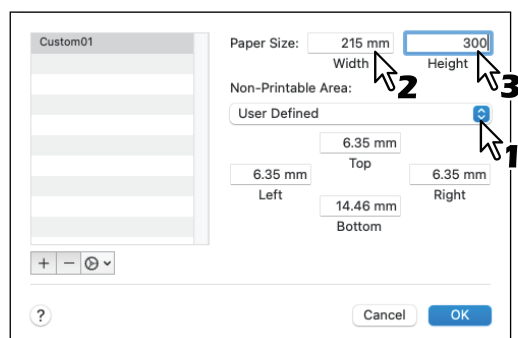 Custom01
Paper Size: 215 mm 300
Width Height
2 3
Non-Printable Area:
User Defined
1
6.35 mm
Top
6.35 mm 6.35 mm
Left Right
14.46 mm
Bottom
+ −
? Cancel OK